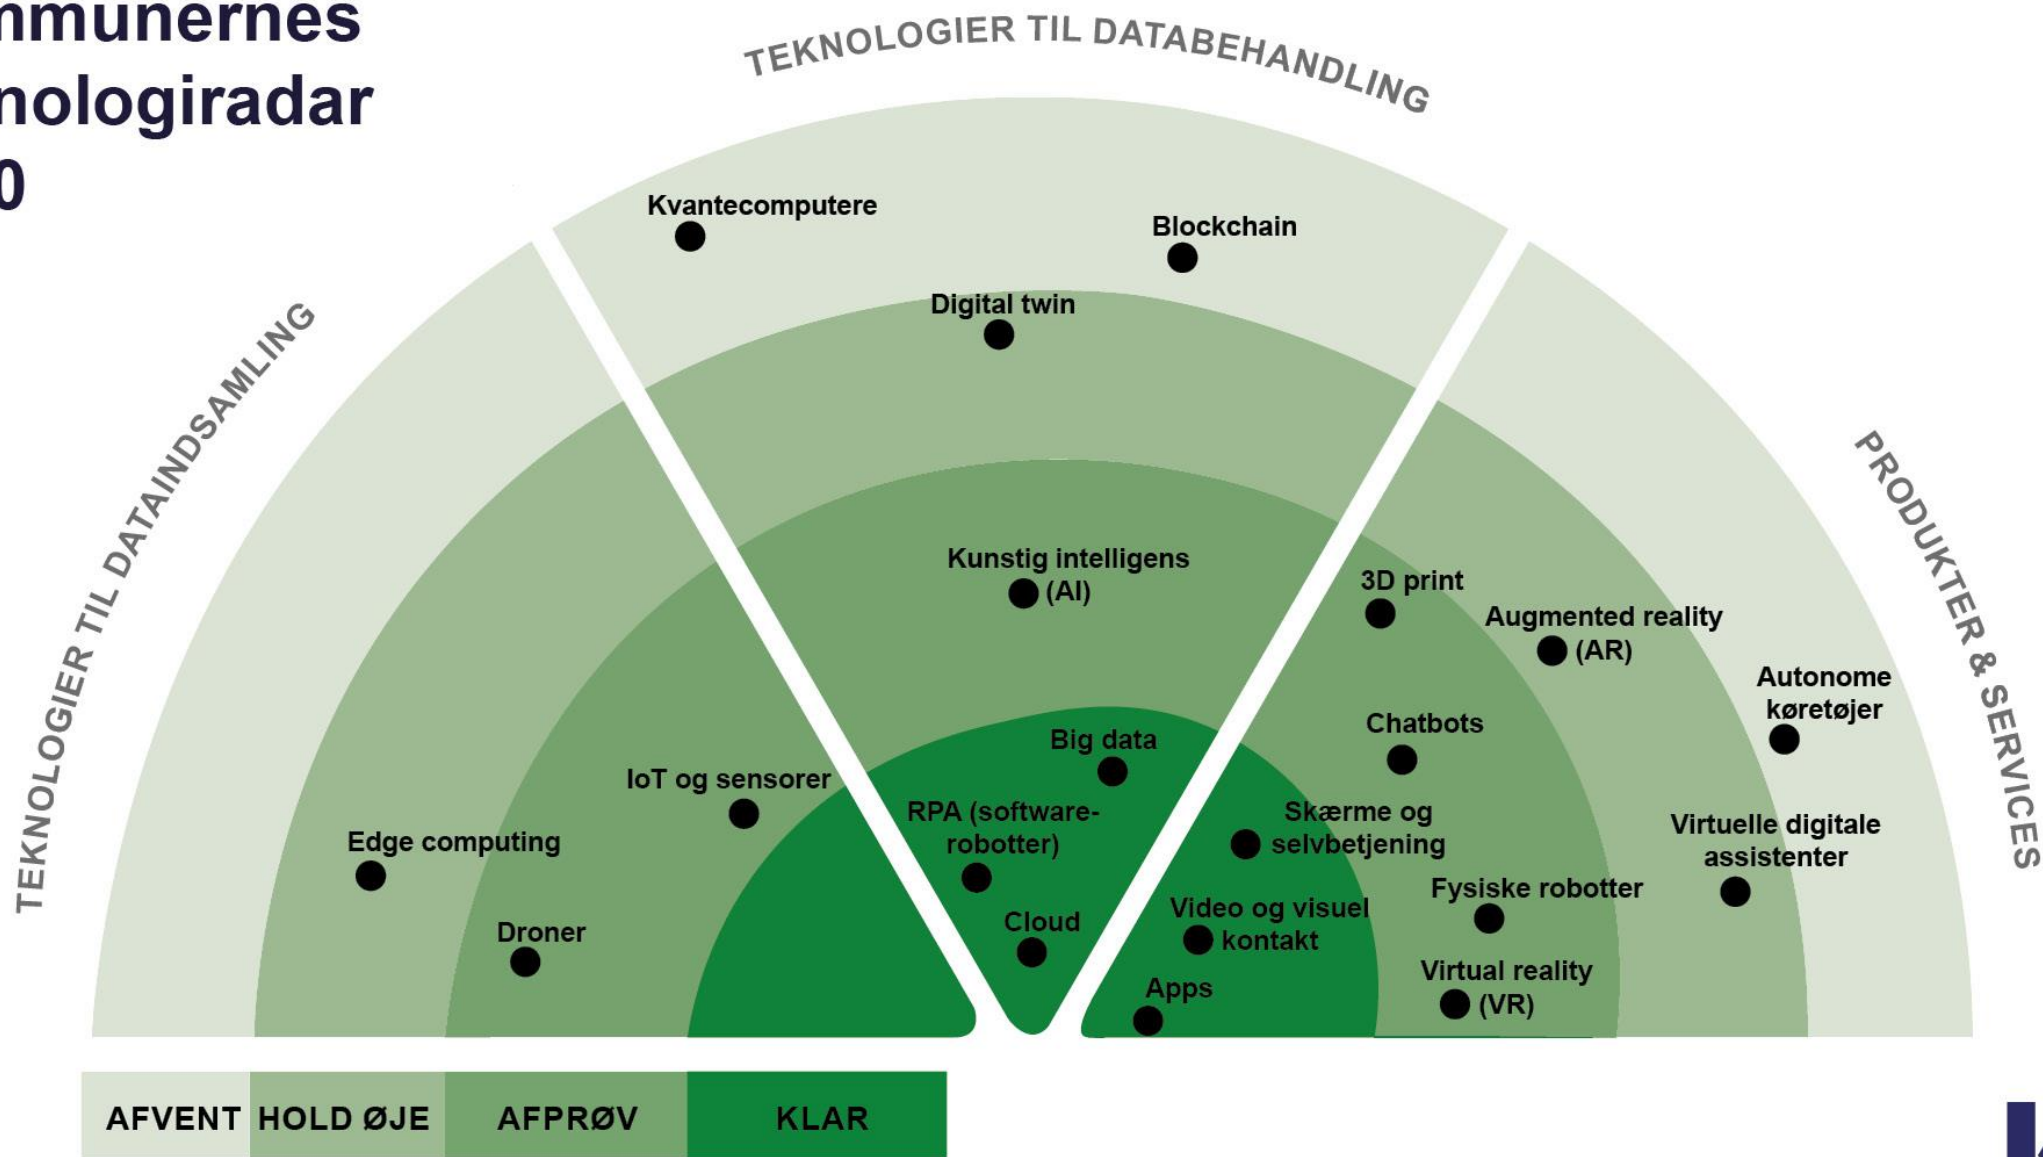 mmunernes
nologiradar
0
TEKNOLOGIER TIL DATABEHANDLING
TEKNOLOGIER TIL DATAINDSAMLING
PRODUKTER & SERVICES
Kvantecomputere
Blockchain
Digital twin
Kunstig intelligens
(AI)
Big data
RPA (software-
robotter)
Cloud
IoT og sensorer
Edge computing
Droner
3D print
Augmented reality
(AR)
Autonome
køretøjer
Chatbots
Skærme og
selvbetjening
Virtuelle digitale
assistenter
Fysiske robotter
Video og visuel
kontakt
Virtual reality
(VR)
Apps
AFVENT
HOLD ØJE
AFPRØV
KLAR